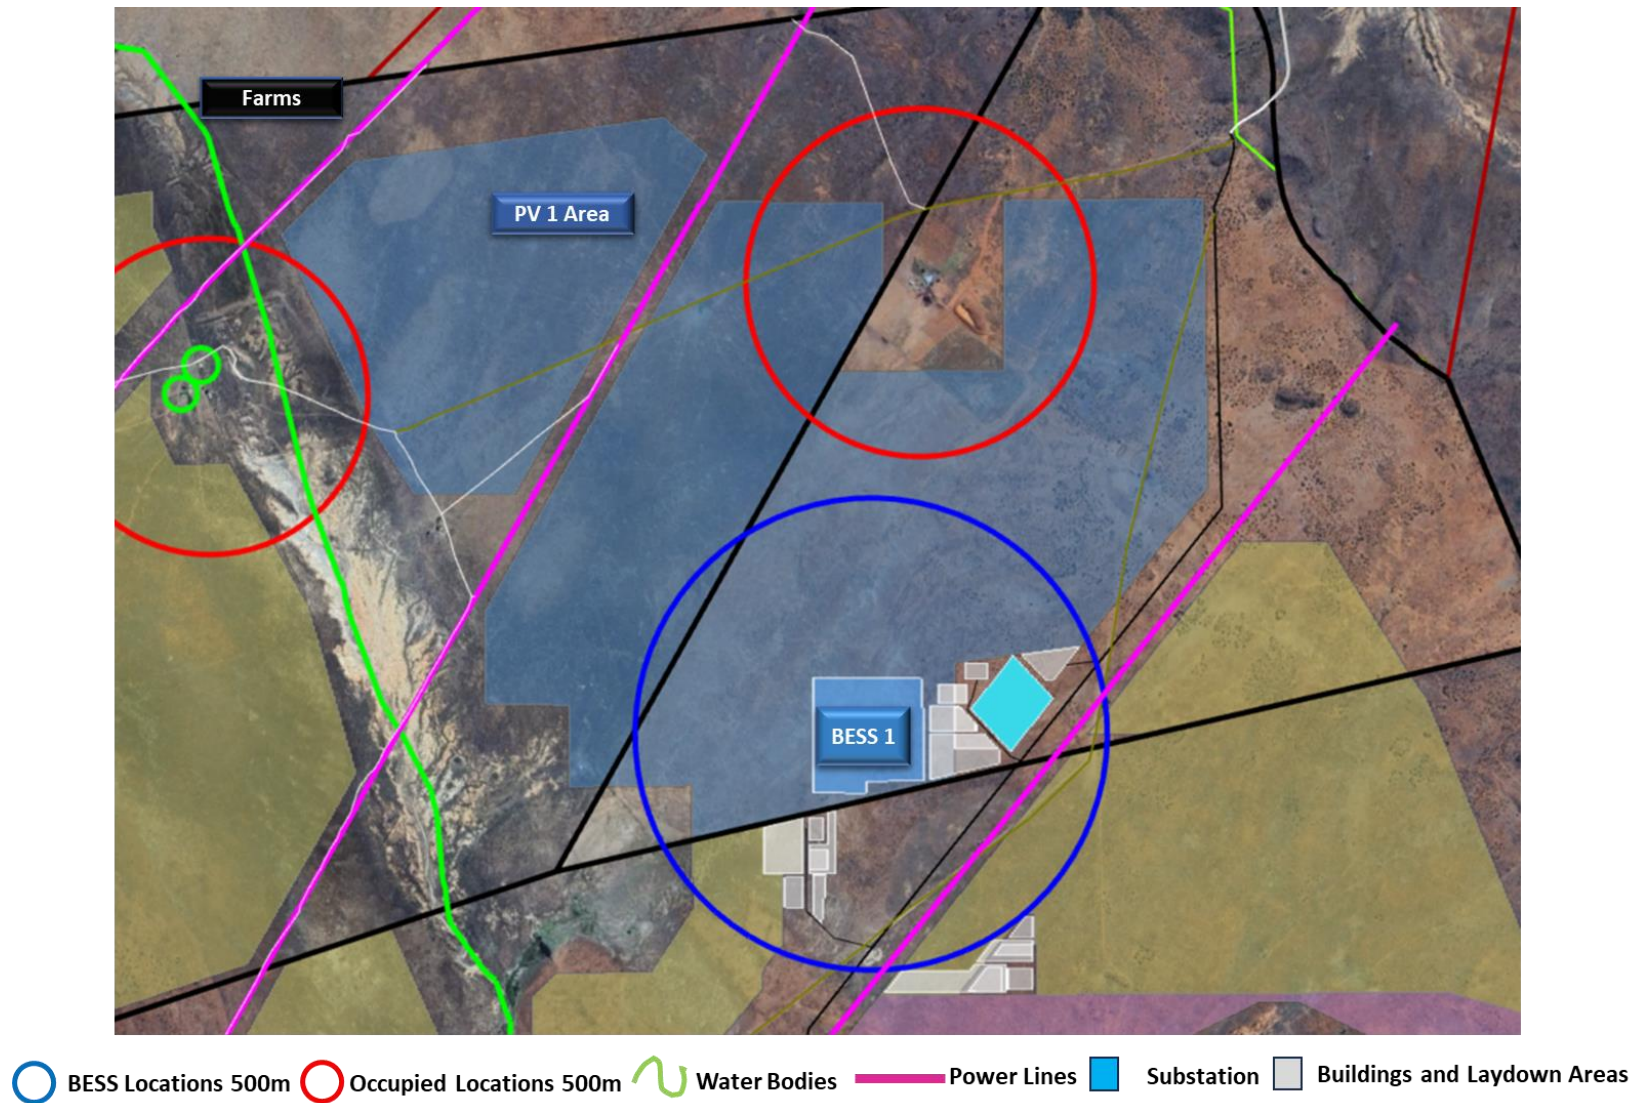 Farms
PV 1 Area
BESS 1
BESS Locations 500m Occupied Locations 500m Water Bodies Power Lines Substation Buildings and Laydown Areas